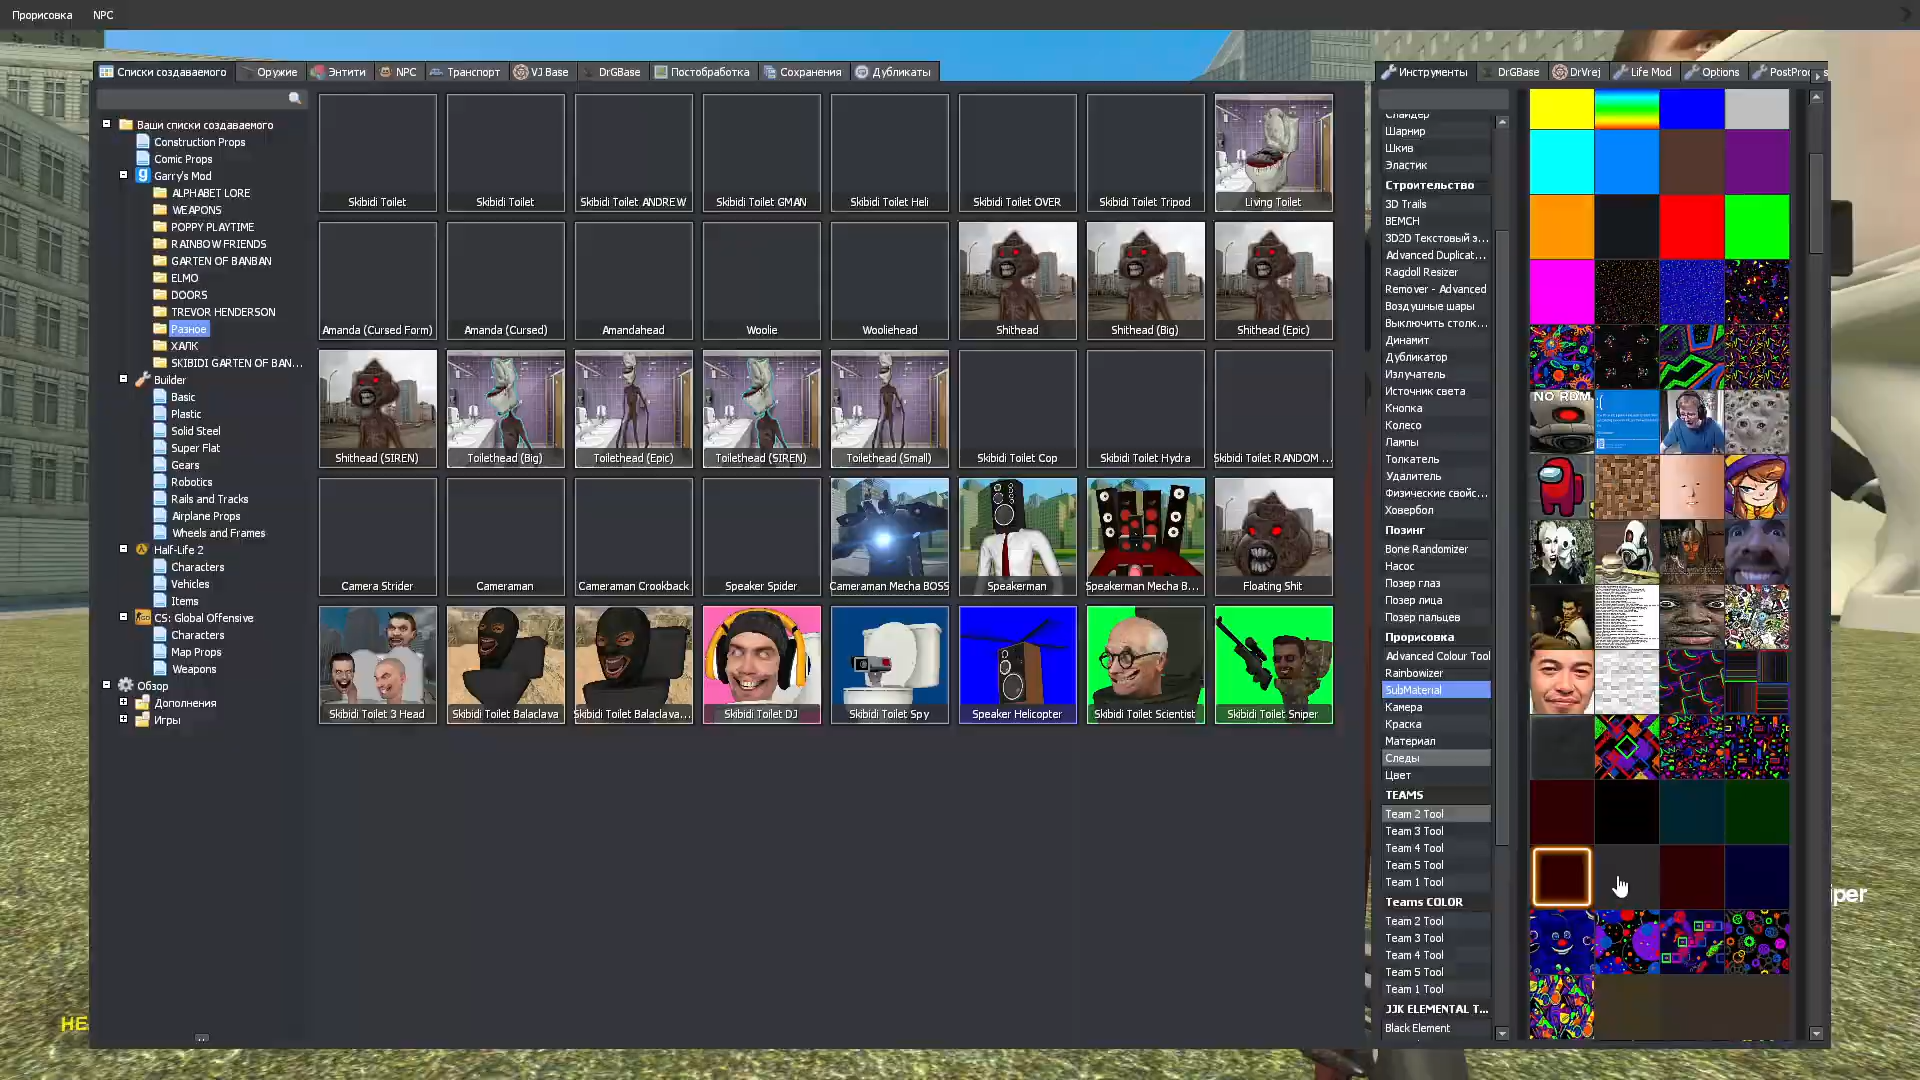 Прорисовка
NPC
Списки создаваемого
Оружие
Энтити
NPC
Транспорт
VJ Base
DrGBase
Постобработка
Сохранения
Дубликаты
Ваши списки создаваемого
Construction Props
Comic Props
Garry's Mod
ALPHABET LORE
WEAPONS
POPPY PLAYTIME
RAINBOW FRIENDS
GARTEN OF BANBAN
ELMO
DOORS
TREVOR HENDERSON
Разное
ХАЛК
SKIBIDI GARTEN OF BAN...
Builder
Basic
Plastic
Solid Steel
Super Flat
Gears
Robotics
Rails and Tracks
Airplane Props
Wheels and Frames
Half-Life 2
Characters
Vehicles
Items
CS: Global Offensive
Characters
Map Props
Weapons
Обзор
Дополнения
Игры
Skibidi Toilet
Skibidi Toilet
Skibidi Toilet ANDREW
Skibidi Toilet GMAN
Skibidi Toilet Heli
Skibidi Toilet OVER
Skibidi Toilet Tripod
Living Toilet
Amanda (Cursed Form)
Amanda (Cursed)
Amandahead
Woolie
Wooliehead
Shithead
Shithead (Big)
Shithead (Epic)
Shithead (SIREN)
Toilethead (Big)
Toilethead (Epic)
Toilethead (SIREN)
Toilethead (Small)
Skibidi Toilet Cop
Skibidi Toilet Hydra
Skibidi Toilet RANDOM ...
Camera Strider
Cameraman
Cameraman Crookback
Speaker Spider
Cameraman Mecha BOSS
Speakerman
Speakerman Mecha B...
Floating Shit
Skibidi Toilet 3 Head
Skibidi Toilet Balaclava
Skibidi Toilet Balaclava...
Skibidi Toilet DJ
Skibidi Toilet Spy
Speaker Helicopter
Skibidi Toilet Scientist
Skibidi Toilet Sniper
Инструменты
DrGBase
DrVrej
Life Mod
Options
PostProc
Слайдер
Шарнир
Шкив
Эластик
Строительство
3D Trails
BEMCH
3D2D Текстовый э...
Advanced Duplicat...
Ragdoll Resizer
Remover - Advanced
Воздушные шары
Выключить столк...
Динамит
Дубликатор
Излучатель
Источник света
Кнопка
Колесо
Лампы
Толкатель
Удалитель
Физические свойс...
Ховербол
Позинг
Bone Randomizer
Насос
Позер глаз
Позер лица
Позер пальцев
Прорисовка
Advanced Colour Tool
Rainbowizer
SubMaterial
Камера
Краска
Материал
Следы
Цвет
TEAMS
Team 2 Tool
Team 3 Tool
Team 4 Tool
Team 5 Tool
Team 1 Tool
Teams COLOR
Team 2 Tool
Team 3 Tool
Team 4 Tool
Team 5 Tool
Team 1 Tool
JJK ELEMENTAL T...
Black Element
NO RDM
:(
iper
HE